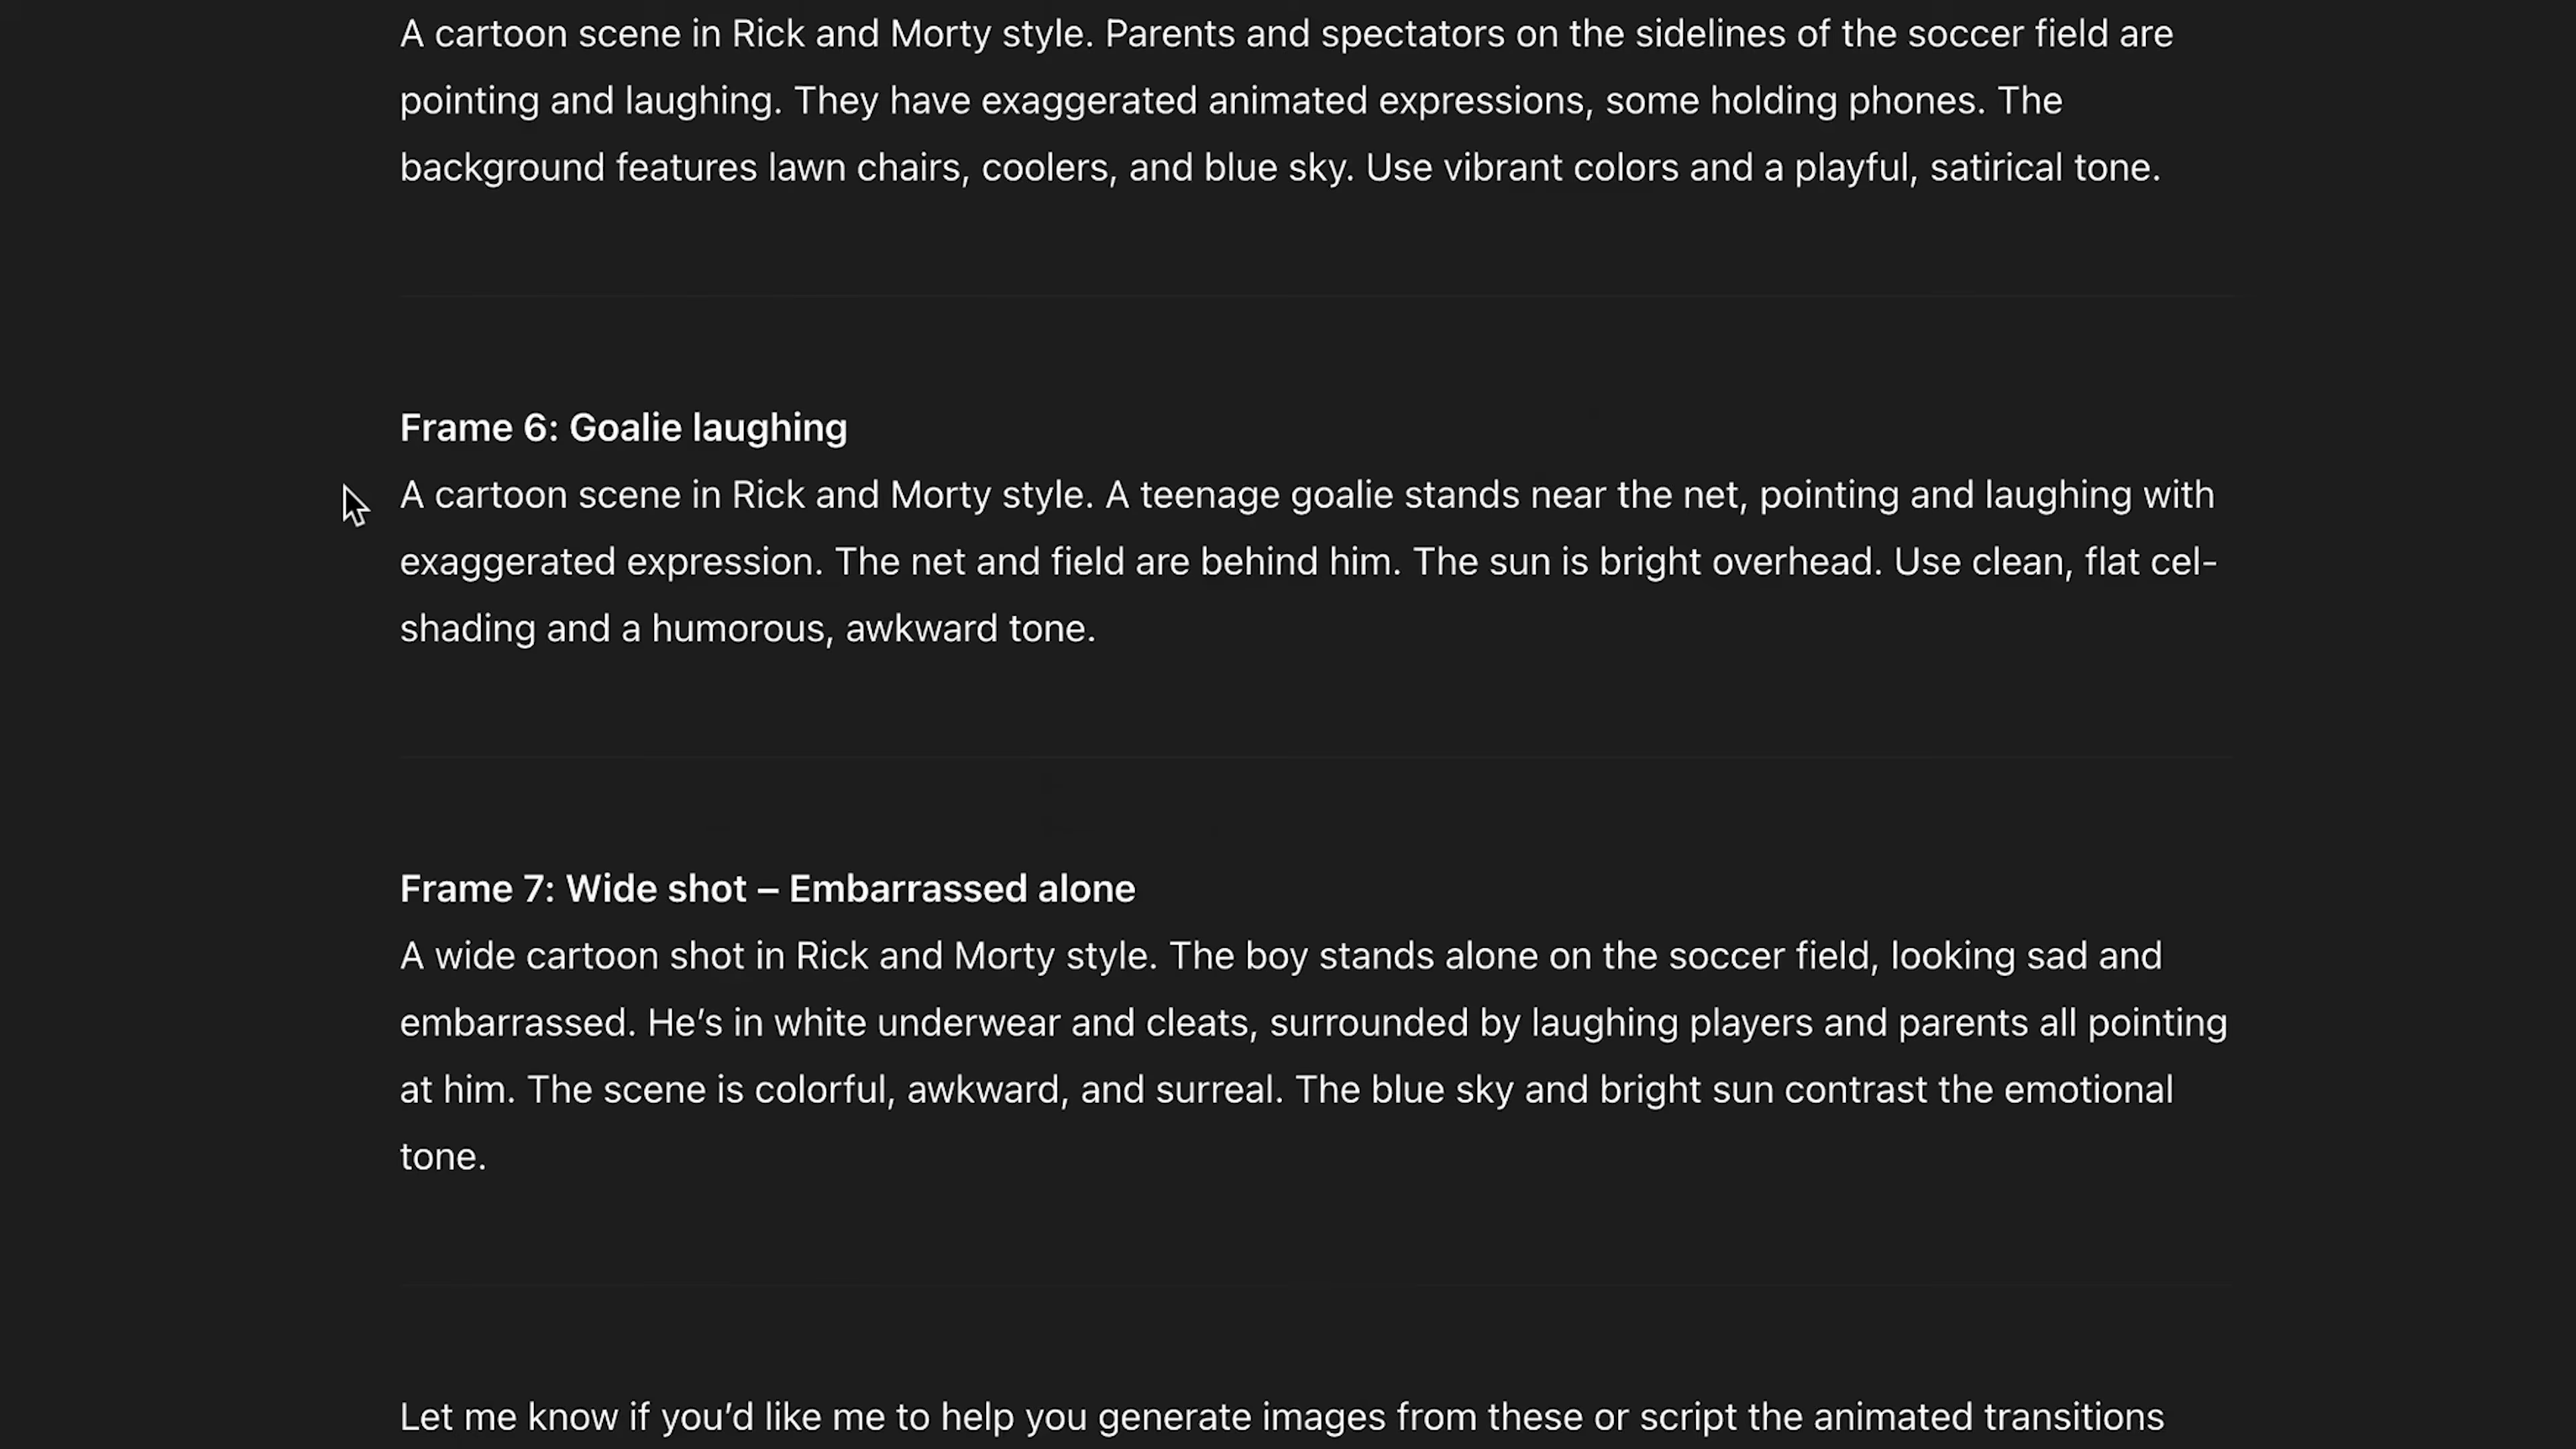 A cartoon scene in Rick and Morty style. Parents and spectators on the sidelines of the soccer field are
pointing and laughing. They have exaggerated animated expressions, some holding phones. The
background features lawn chairs, coolers, and blue sky. Use vibrant colors and a playful, satirical tone.
Frame 6: Goalie laughing
A cartoon scene in Rick and Morty style. A teenage goalie stands near the net, pointing and laughing with
exaggerated expression. The net and field are behind him. The sun is bright overhead. Use clean, flat cel-
shading and a humorous, awkward tone.
Frame 7: Wide shot – Embarrassed alone
A wide cartoon shot in Rick and Morty style. The boy stands alone on the soccer field, looking sad and
embarrassed. He’s in white underwear and cleats, surrounded by laughing players and parents all pointing
at him. The scene is colorful, awkward, and surreal. The blue sky and bright sun contrast the emotional
tone.
Let me know if you’d like me to help you generate images from these or script the animated transitions